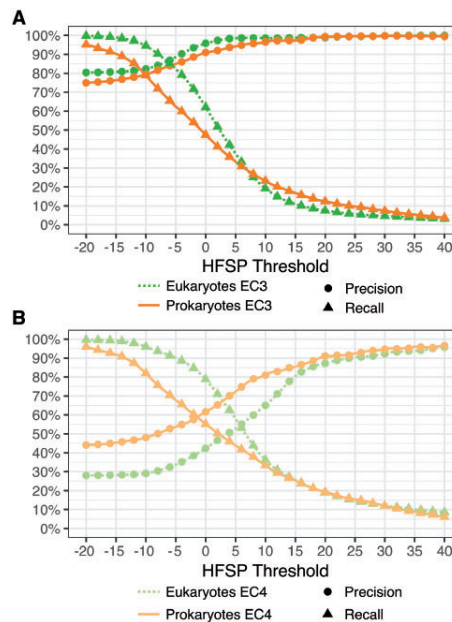 A
100%
90%
80%
70%
60%
50%
40%
30%
20%
10%
0%
-20 -15 -10 -5 0 5 10 15 20 25 30 35 40
HFSP Threshold
Eukaryotes EC3 Precision
Prokaryotes EC3 Recall
B
100%
90%
80%
70%
60%
50%
40%
30%
20%
10%
0%
-20 -15 -10 -5 0 5 10 15 20 25 30 35 40
HFSP Threshold
Eukaryotes EC4 Precision
Prokaryotes EC4 Recall